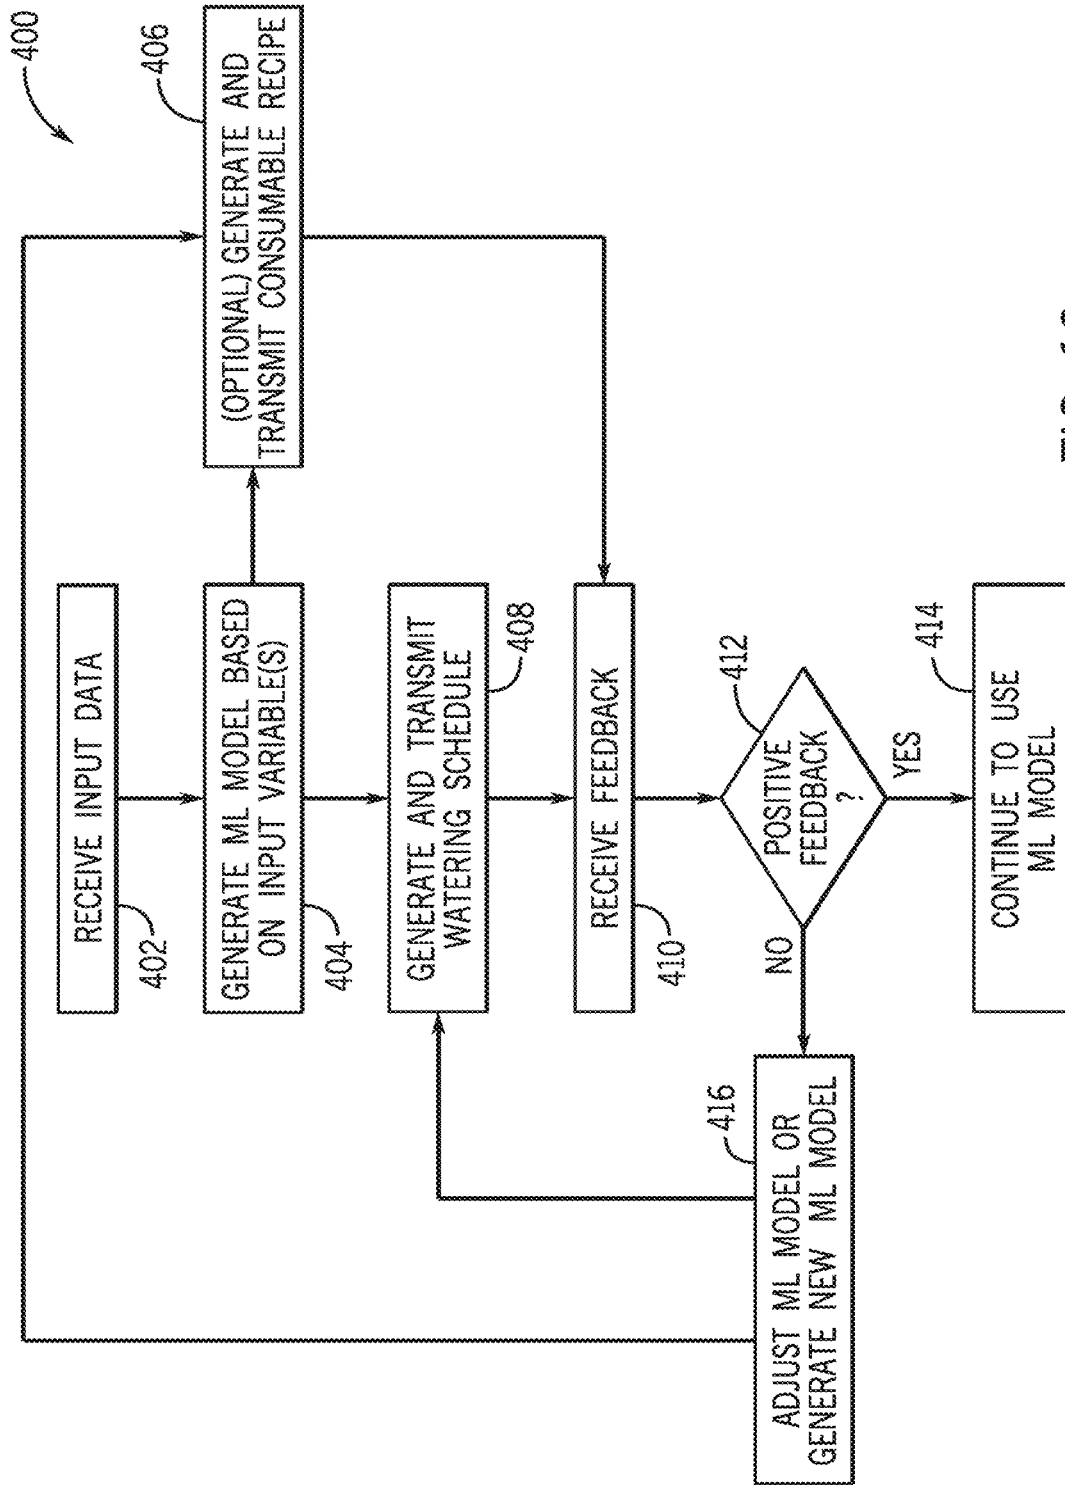 400
RECEIVE INPUT DATA
402
GENERATE ML MODEL BASED
ON INPUT VARIABLE(S)
404
(OPTIONAL) GENERATE AND
TRANSMIT CONSUMABLE RECIPE
406
GENERATE AND TRANSMIT
WATERING SCHEDULE
408
RECEIVE FEEDBACK
410
POSITIVE
FEEDBACK
?
412
NO
YES
ADJUST ML MODEL OR
GENERATE NEW ML MODEL
416
CONTINUE TO USE
ML MODEL
414